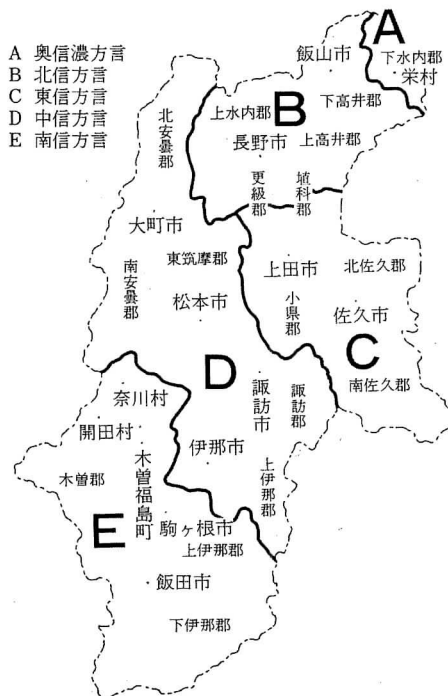 A 奥信濃方言
B 北信方言
C 東信方言
D 中信方言
E 南信方言
A
飯山市
下水内郡
栄村
北安曇郡
上水内郡
B
下高井郡
長野市
上高井郡
更級郡
埴科郡
大町市
東筑摩郡
上田市
北佐久郡
南安曇郡
松本市
小県郡
佐久市
C
D
南佐久郡
奈川村
諏訪市
諏訪郡
開田村
伊那市
木曽郡
木曽福島町
上伊那郡
E
駒ヶ根市
上伊那郡
飯田市
下伊那郡